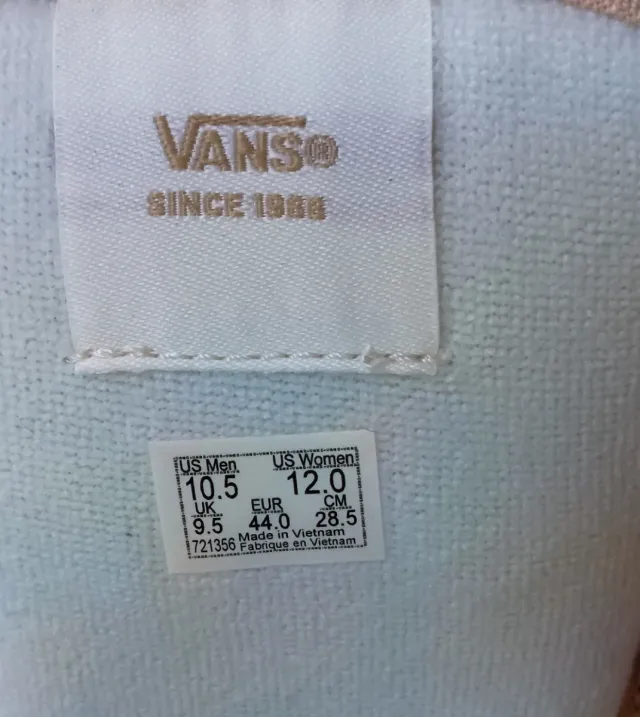 VANS®
SINCE 1966
US Men US Women
10.5 12.0
UK EUR CM
9.5 44.0 28.5
721356 Made in Vietnam
Fabrique en Vietnam